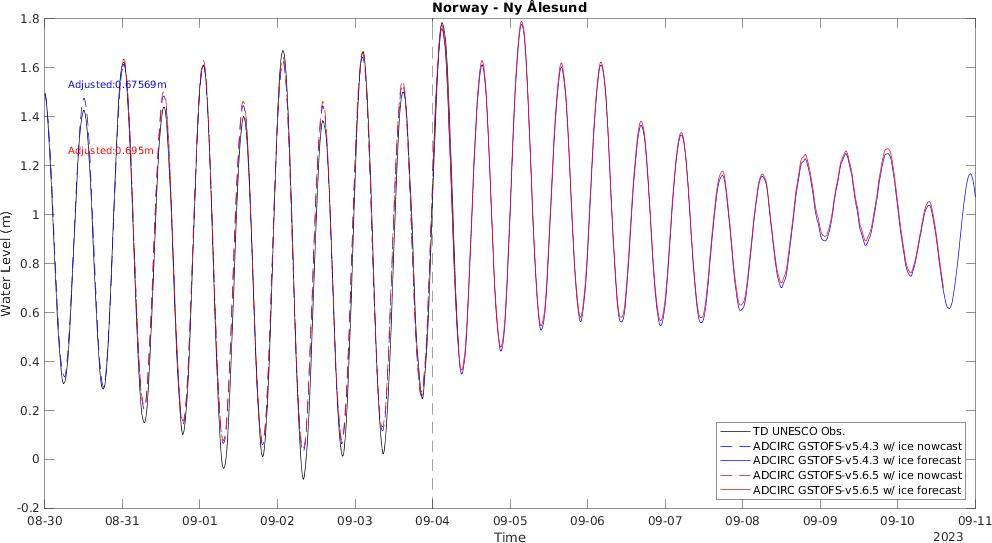 Norway - Ny Ålesund
1.8
1.6
1.4
1.2
1
0.8
0.6
0.4
0.2
0
-0.2
Water Level (m)
Adjusted:0.67569m
Adjusted:0.695m
TD UNESCO Obs.
ADCIRC GSTOFS-v5.4.3 w/ ice nowcast
ADCIRC GSTOFS-v5.4.3 w/ ice forecast
ADCIRC GSTOFS-v5.6.5 w/ ice nowcast
ADCIRC GSTOFS-v5.6.5 w/ ice forecast
08-30 08-31 09-01 09-02 09-03 09-04 09-05 09-06 09-07 09-08 09-09 09-10 09-11
Time
2023